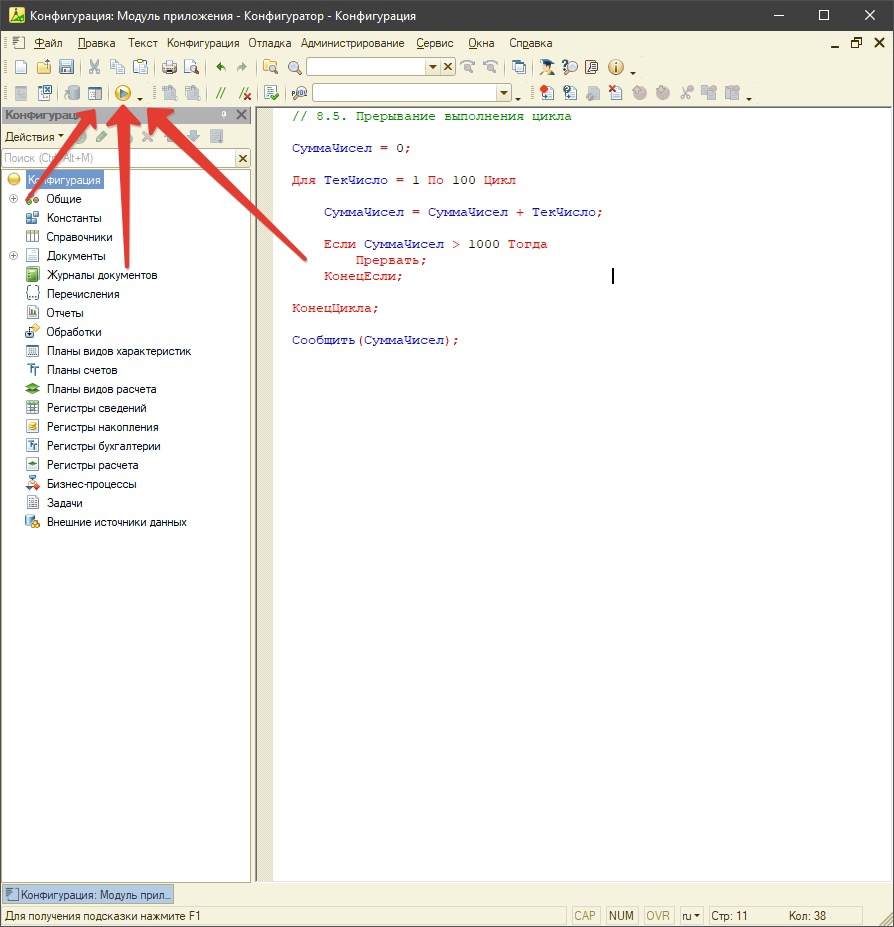 Конфигурация: Модуль приложения - Конфигуратор - Конфигурация
Файл Правка Текст Конфигурация Отладка Администрирование Сервис Окна Справка
Действия
Поиск (Ctrl+Alt+M)
Конфигурация
Общие
Константы
Справочники
Документы
Журналы документов
Перечисления
Отчеты
Обработки
Планы видов характеристик
Планы счетов
Планы видов расчета
Регистры сведений
Регистры накопления
Регистры бухгалтерии
Регистры расчета
Бизнес-процессы
Задачи
Внешние источники данных
// 8.5. Прерывание выполнения цикла
СуммаЧисел = 0;
Для ТекЧисло = 1 По 100 Цикл
СуммаЧисел = СуммаЧисел + ТекЧисло;
Если СуммаЧисел > 1000 Тогда
Прервать;
КонецЕсли;
КонецЦикла;
Сообщить(СуммаЧисел);
Конфигурация: Модуль прил...
Для получения подсказки нажмите F1 CAP NUM OVR ru Стр: 11 Кол: 38